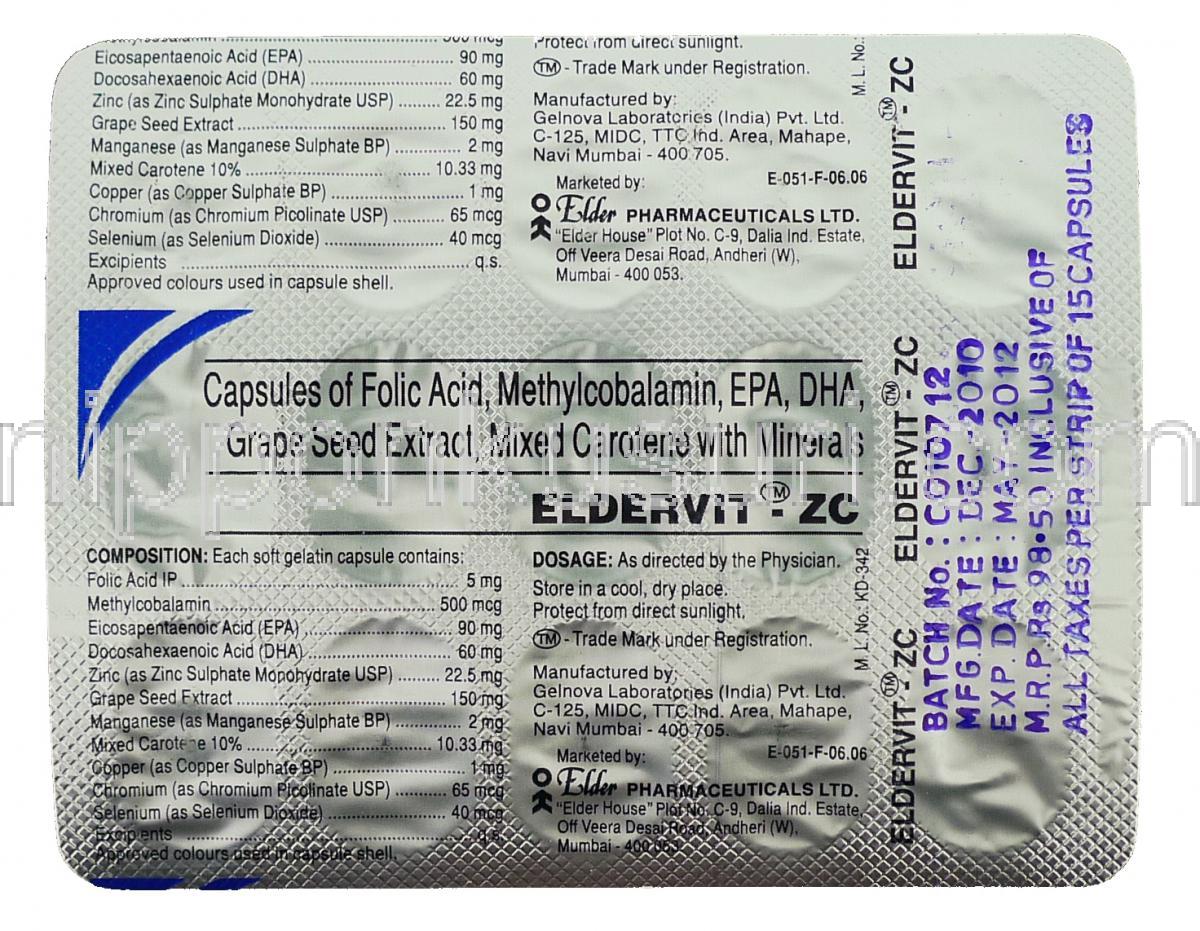 Eicosapentaenoic Acid (EPA) ........ 90 mg
Docosahexaenoic Acid (DHA) ........ 60 mg
Zinc (as Zinc Sulphate Monohydrate USP) ........ 22.5 mg
Grape Seed Extract ........ 150 mg
Manganese (as Manganese Sulphate BP) ........ 2 mg
Mixed Carotene 10% ........ 10.33 mg
Copper (as Copper Sulphate BP) ........ 1 mg
Chromium (as Chromium Picolinate USP) ........ 65 mcg
Selenium (as Selenium Dioxide) ........ 40 mcg
Excipients ........ q.s.
Approved colours used in capsule shell.
Protect from direct sunlight.
TM - Trade Mark under Registration.
Manufactured by:
Gelnova Laboratories (India) Pvt. Ltd.
C-125, MIDC, TTC Ind. Area, Mahape,
Navi Mumbai - 400 705.
Marketed by: E-051-F-06.06
Elder PHARMACEUTICALS LTD.
"Elder House" Plot No. C-9, Dalia Ind. Estate,
Off Veera Desai Road, Andheri (W),
Mumbai - 400 053.
M. L. No.:
Capsules of Folic Acid, Methylcobalamin, EPA, DHA,
Grape Seed Extract, Mixed Carotene with Minerals
ELDERVIT TM - ZC
COMPOSITION: Each soft gelatin capsule contains:
Folic Acid IP ........ 5 mg
Methylcobalamin ........ 500 mcg
Eicosapentaenoic Acid (EPA) ........ 90 mg
Docosahexaenoic Acid (DHA) ........ 60 mg
Zinc (as Zinc Sulphate Monohydrate USP) ........ 22.5 mg
Grape Seed Extract ........ 150 mg
Manganese (as Manganese Sulphate BP) ........ 2 mg
Mixed Carotene 10% ........ 10.33 mg
Copper (as Copper Sulphate BP) ........ 1 mg
Chromium (as Chromium Picolinate USP) ........ 65 mcg
Selenium (as Selenium Dioxide) ........ 40 mcg
Excipients ........ q.s.
Approved colours used in capsule shell.
DOSAGE: As directed by the Physician.
Store in a cool, dry place.
Protect from direct sunlight.
TM - Trade Mark under Registration.
Manufactured by:
Gelnova Laboratories (India) Pvt. Ltd.
C-125, MIDC, TTC Ind. Area, Mahape,
Navi Mumbai - 400 705.
Marketed by: E-051-F-06.06
Elder PHARMACEUTICALS LTD.
"Elder House" Plot No. C-9, Dalia Ind. Estate,
Off Veera Desai Road, Andheri (W),
Mumbai - 400 053.
M. L. No.: KD-342
ELDERVIT TM - ZC ELDERVIT TM - ZC ELDERVIT TM - ZC
BATCH No. : C010712
MFG DATE : DEC-2010
EXP. DATE : MAY-2012
M.R.P. Rs. 98.50 INCLUSIVE OF
ALL TAXES PER STRIP OF 15 CAPSULES